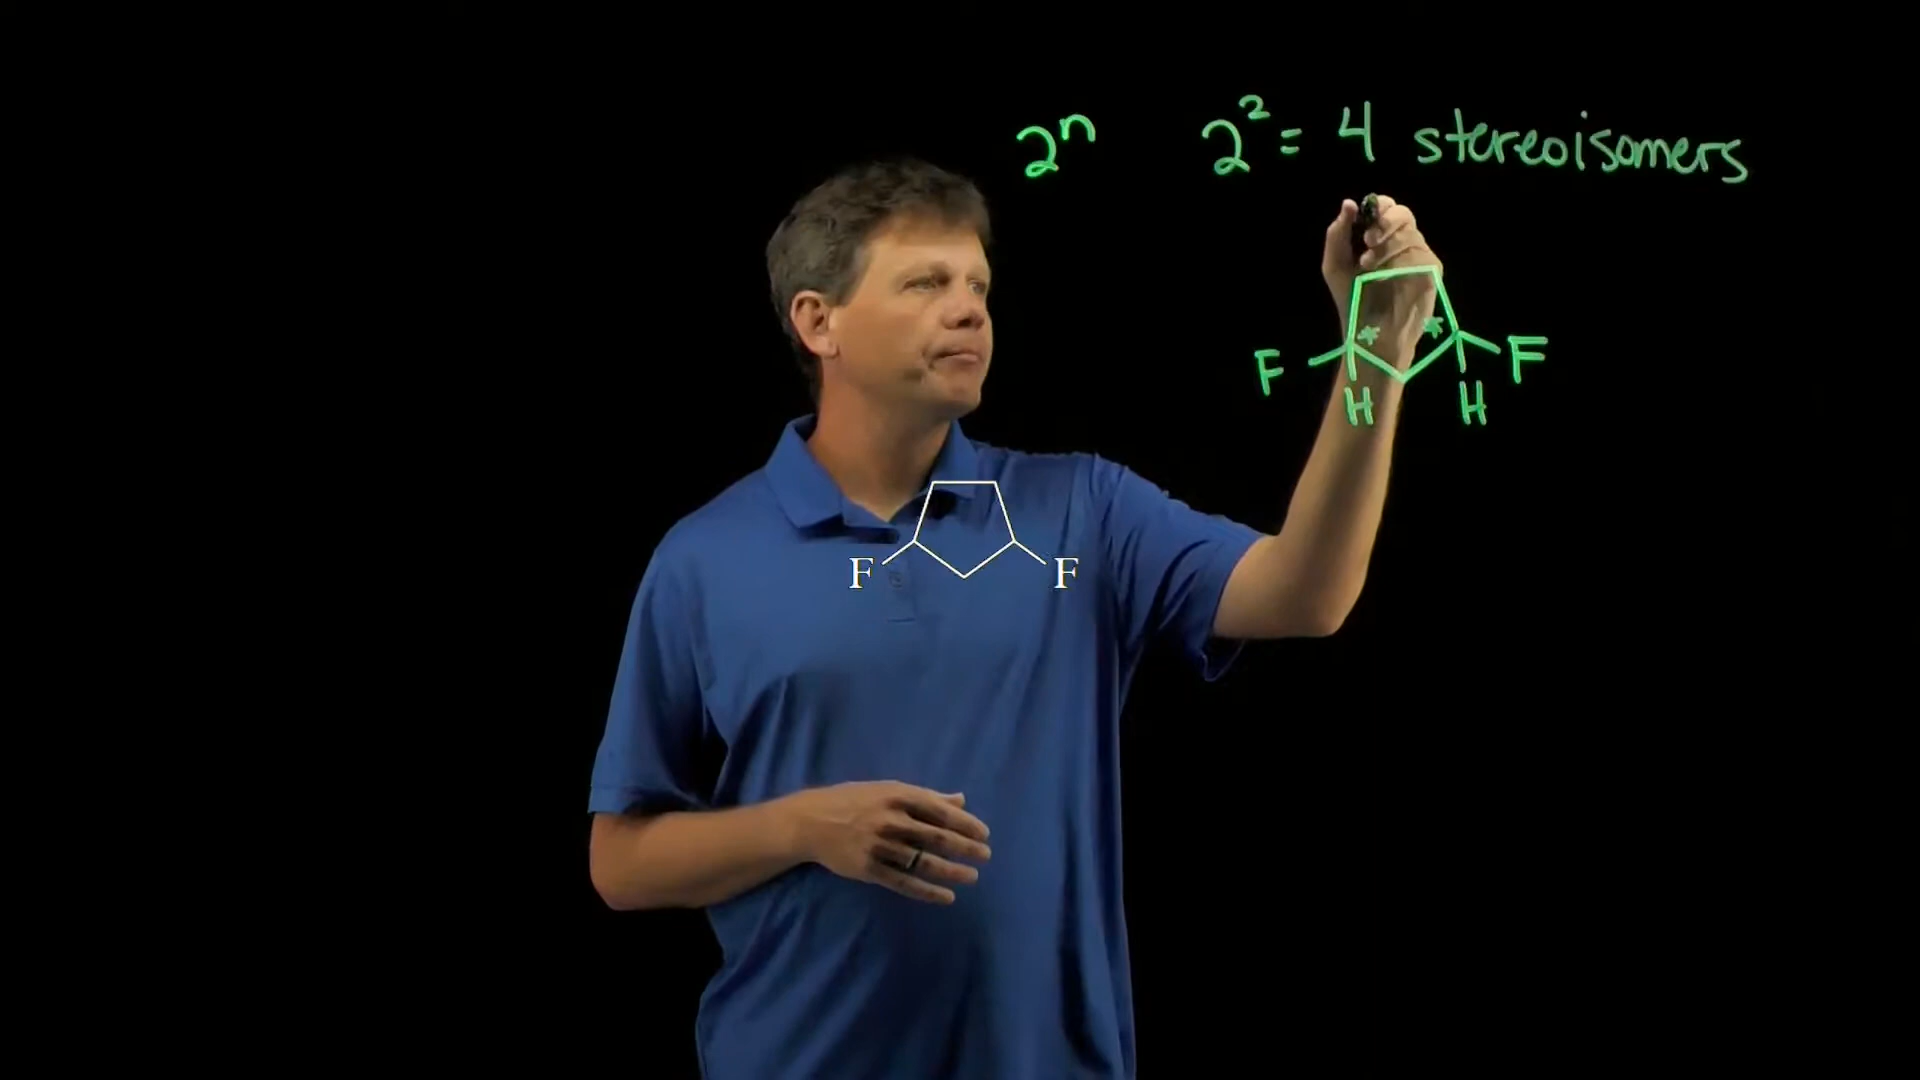 2ⁿ 2² = 4 stereoisomers
* *
F F
H H
F F